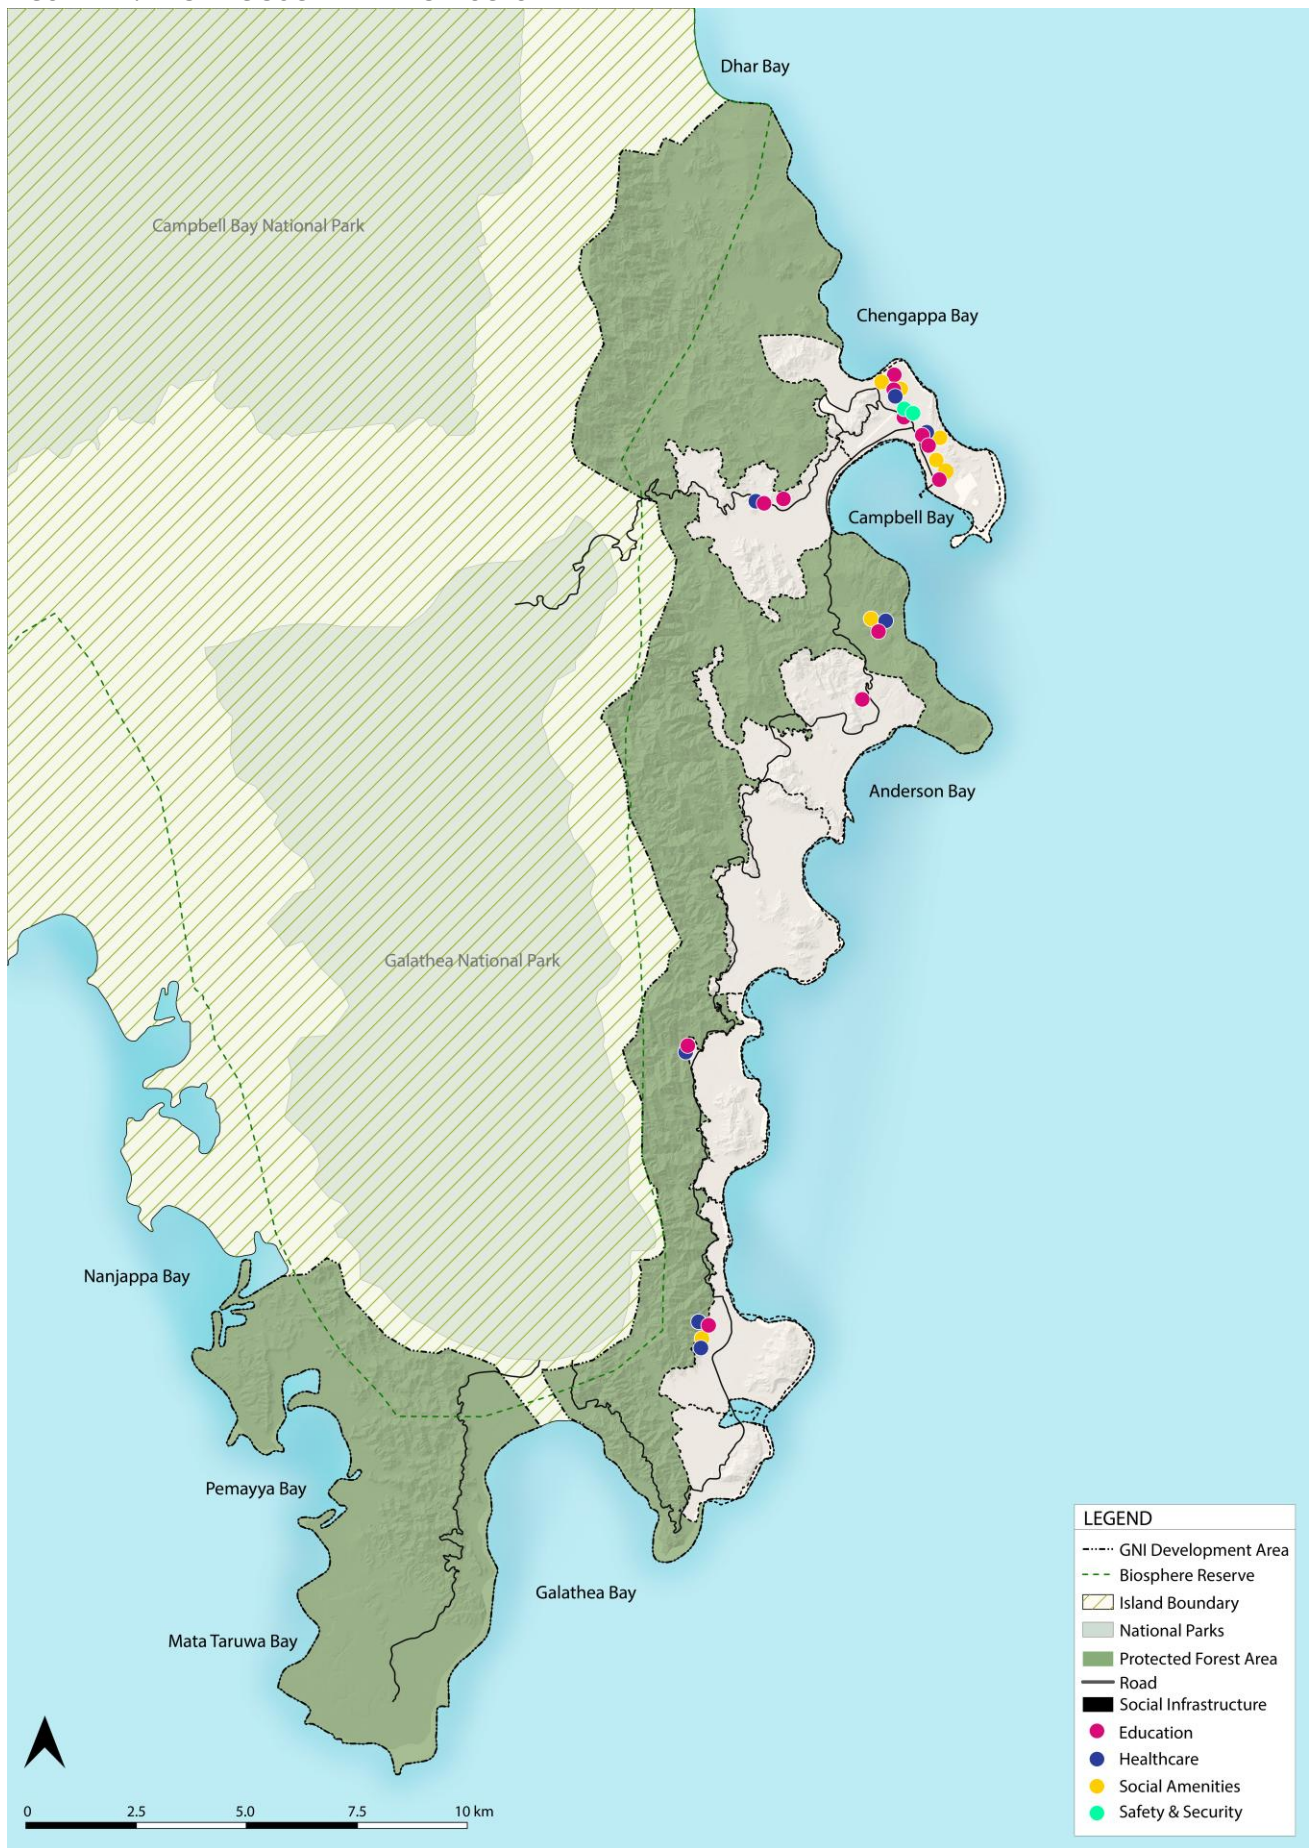 Dhar Bay
Campbell Bay National Park
Chengappa Bay
Campbell Bay
Anderson Bay
Galathea National Park
Nanjappa Bay
Pemayya Bay
Galathea Bay
Mata Taruwa Bay
LEGEND
GNI Development Area
Biosphere Reserve
Island Boundary
National Parks
Protected Forest Area
Road
Social Infrastructure
Education
Healthcare
Social Amenities
Safety & Security
0 2.5 5.0 7.5 10 km